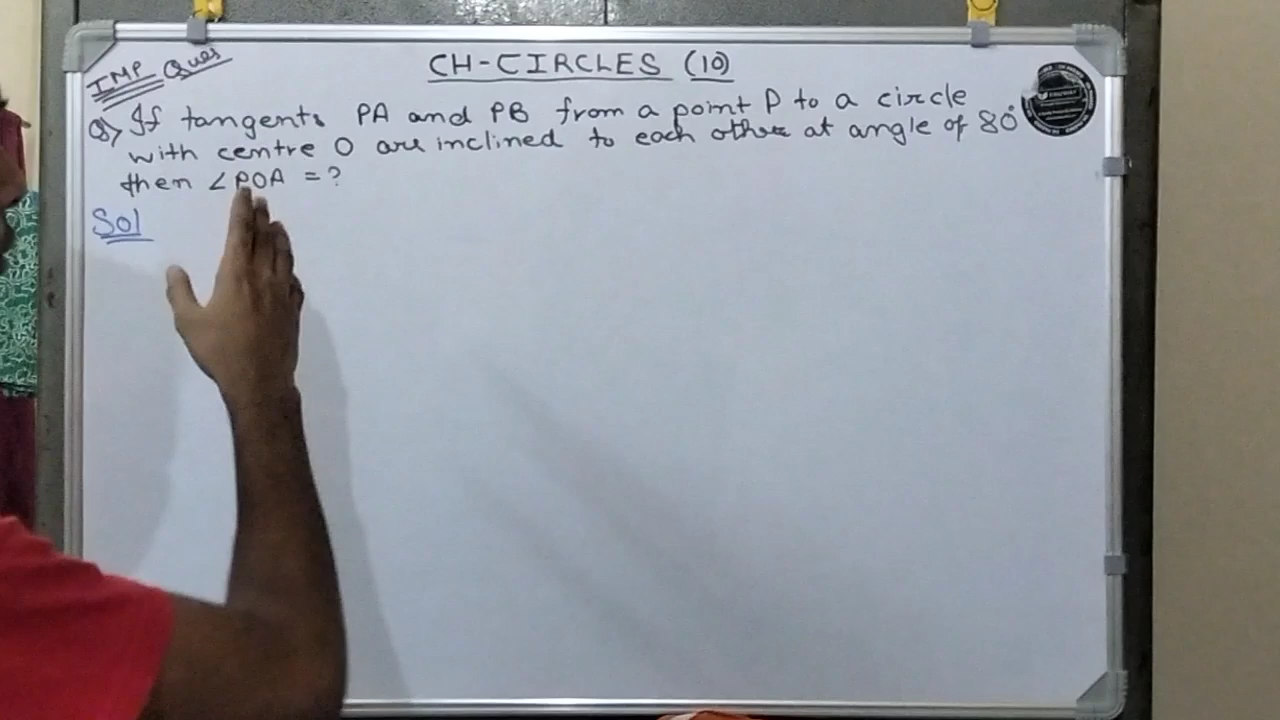 IMP Ques
CH-CIRCLES (10)
Q> If tangents PA and PB from a point P to a circle
with centre O are inclined to each other at angle of 80°
then ∠POA = ?
Sol